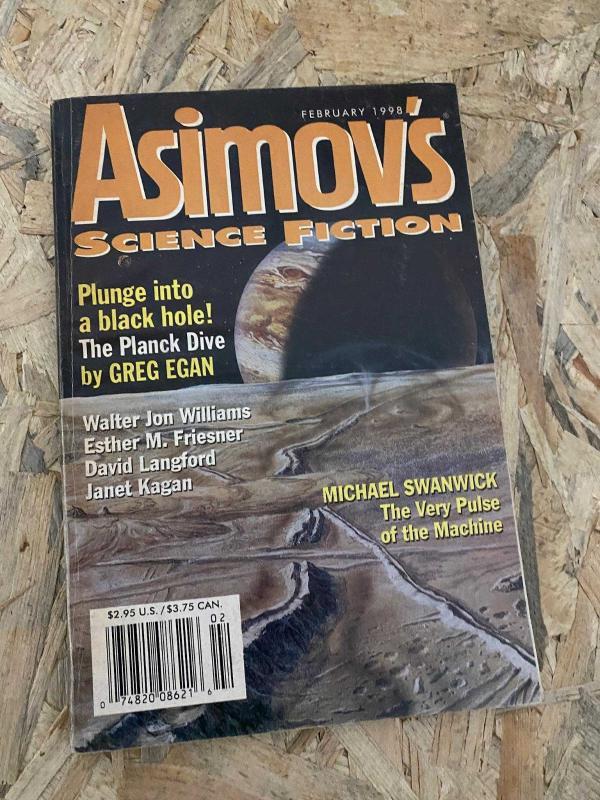 FEBRUARY 1998
Asimov's
SCIENCE FICTION
Plunge into
a black hole!
The Planck Dive
by GREG EGAN
Walter Jon Williams
Esther M. Friesner
David Langford
Janet Kagan
MICHAEL SWANWICK
The Very Pulse
of the Machine
$2.95 U.S./$3.75 CAN.
02
0 74820 08621 6